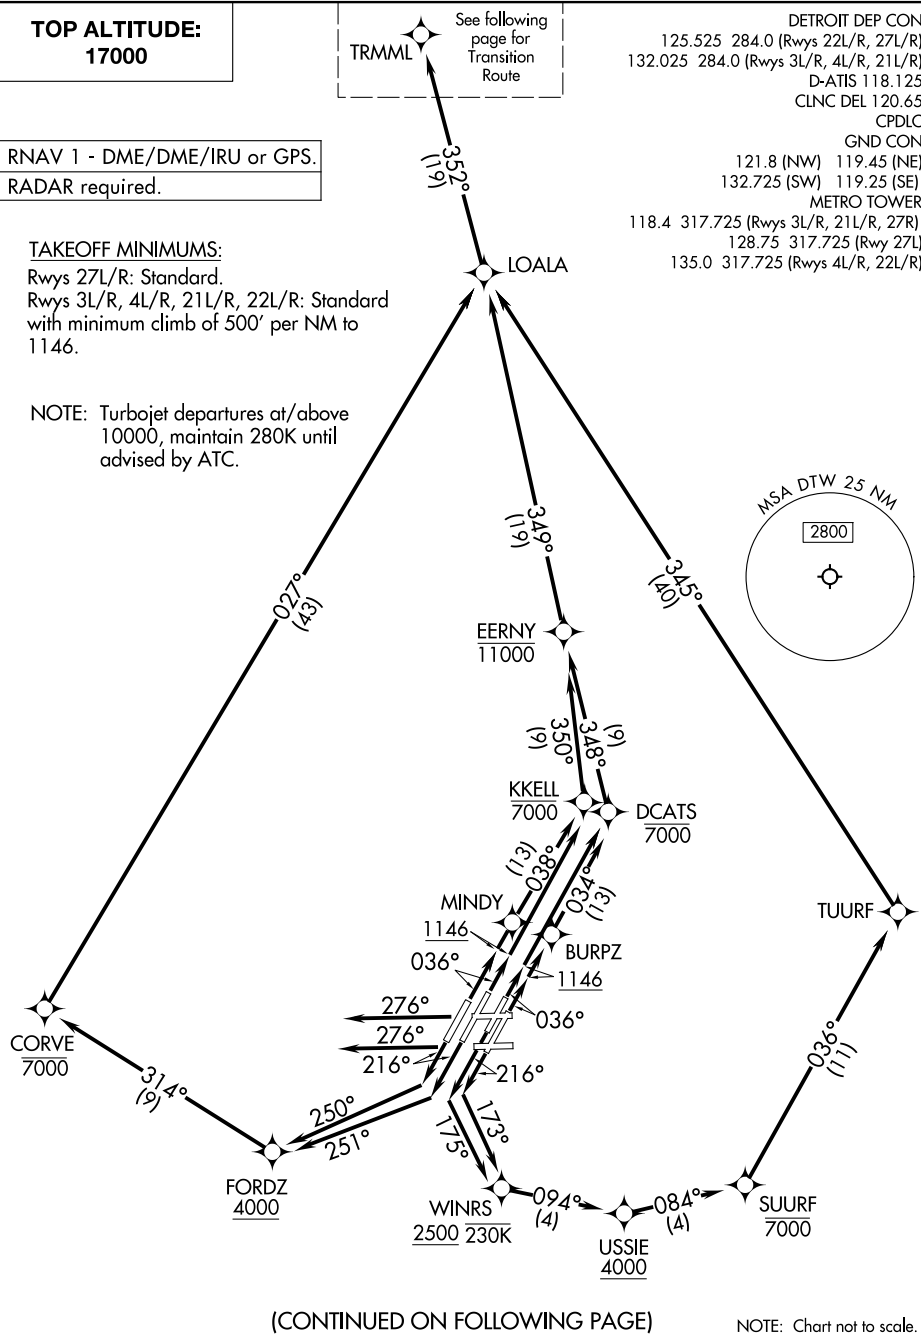 TOP ALTITUDE:
17000
TRMML
See following
page for
Transition
Route
DETROIT DEP CON
125.525 284.0 (Rwys 22L/R, 27L/R)
132.025 284.0 (Rwys 3L/R, 4L/R, 21L/R)
D-ATIS 118.125
CLNC DEL 120.65
CPDLC
GND CON
121.8 (NW) 119.45 (NE)
132.725 (SW) 119.25 (SE)
METRO TOWER
118.4 317.725 (Rwys 3L/R, 21L/R, 27R)
128.75 317.725 (Rwy 27L)
135.0 317.725 (Rwys 4L/R, 22L/R)
RNAV 1 - DME/DME/IRU or GPS.
RADAR required.
352°
(19)
TAKEOFF MINIMUMS:
Rwys 27L/R: Standard.
Rwys 3L/R, 4L/R, 21L/R, 22L/R: Standard
with minimum climb of 500' per NM to
1146.
LOALA
NOTE: Turbojet departures at/above
10000, maintain 280K until
advised by ATC.
MSA DTW 25 NM
2800
349°
(19)
345°
(40)
027°
(43)
EERNY
11000
350°
(9)
348°
(9)
KKELL
7000
DCATS
7000
(13)
038°
034°
(13)
MINDY
1146
BURPZ
1146
TUURF
036°
036°
276°
276°
216°
216°
CORVE
7000
036°
(11)
314°
(9)
250°
251°
175°
173°
FORDZ
4000
WINRS
2500 230K
094°
(4)
084°
(4)
USSIE
4000
SUURF
7000
(CONTINUED ON FOLLOWING PAGE)
NOTE: Chart not to scale.